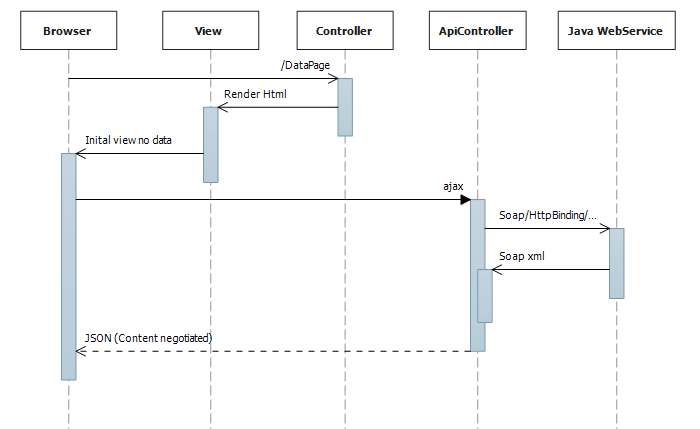 Browser
View
Controller
ApiController
Java WebService
/DataPage
Render Html
Inital view no data
ajax
Soap/HttpBinding/...
Soap xml
JSON (Content negotiated)